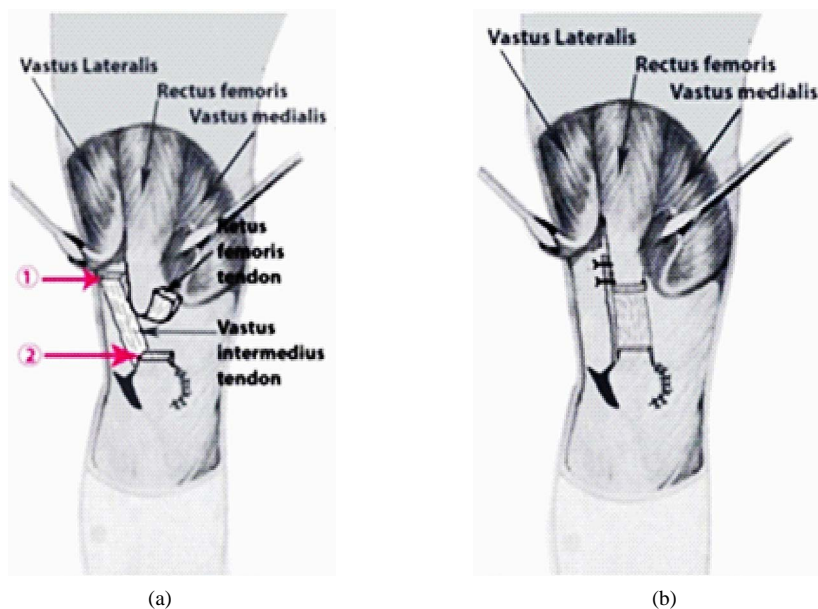 Vastus Lateralis
Rectus femoris
Vastus medialis
Retus
femoris
tendon
①
Vastus
intermedius
tendon
②
(a)
Vastus Lateralis
Rectus femoris
Vastus medialis
(b)